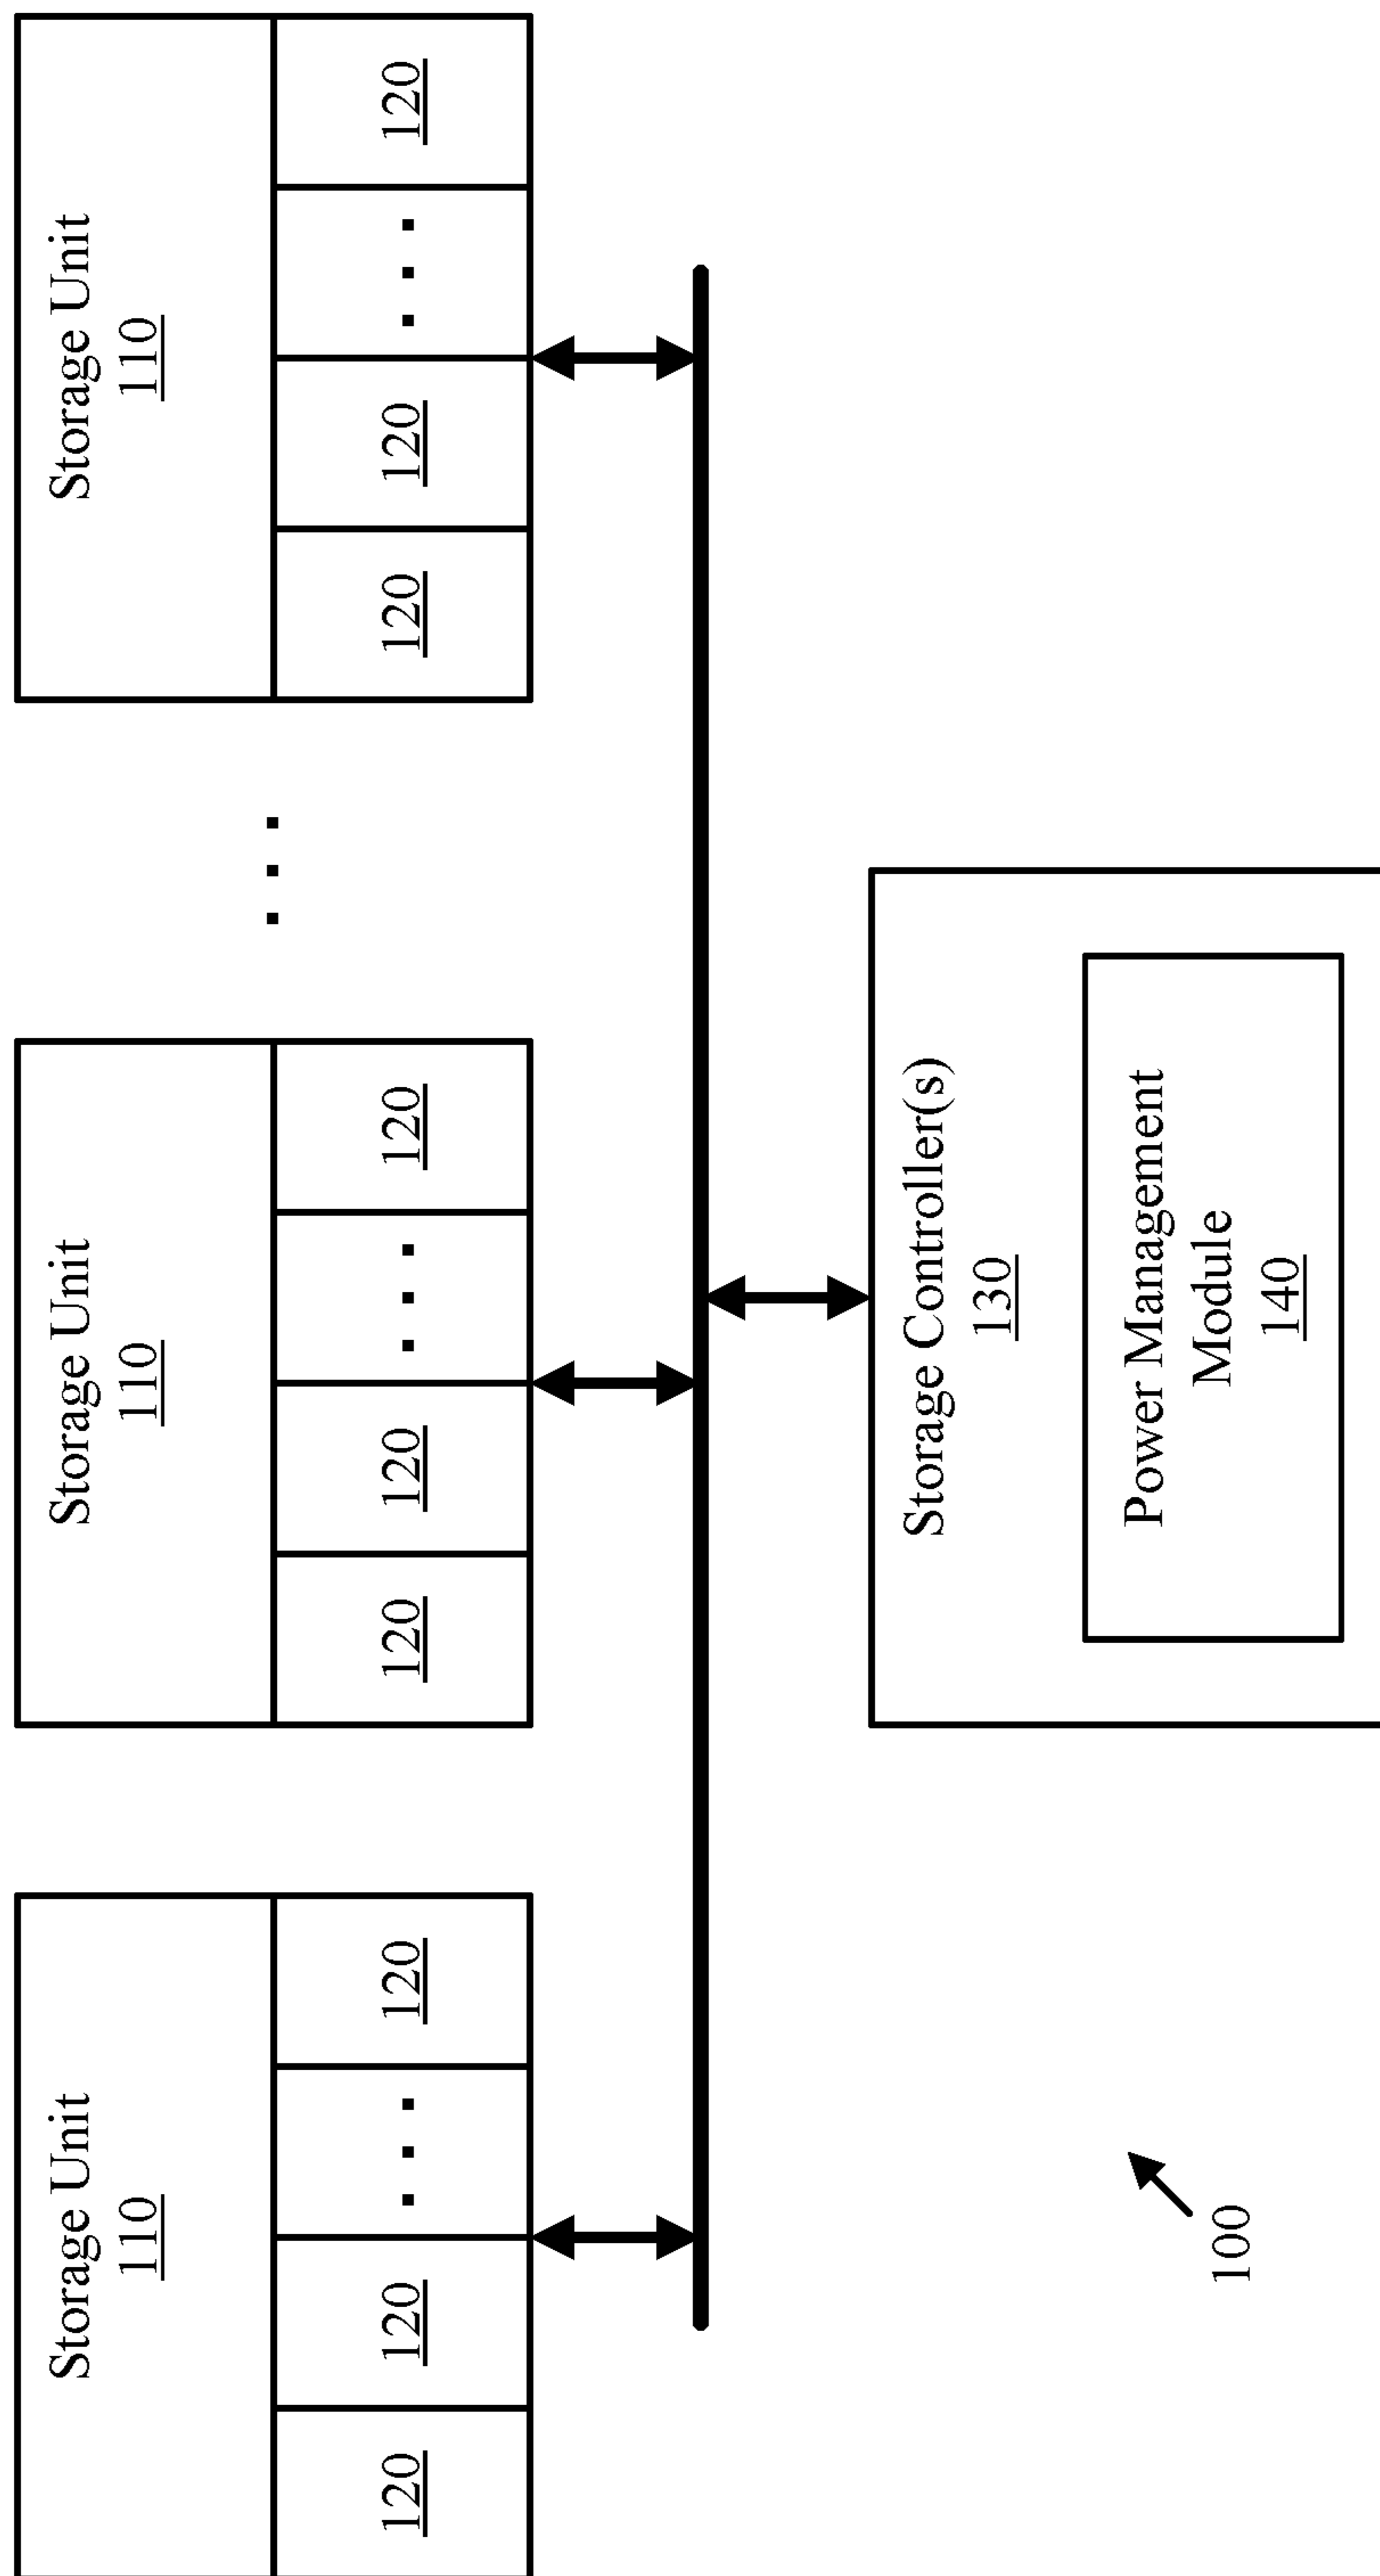 Storage Unit
110
120
120
. . .
120
Storage Unit
110
120
120
. . .
120
. . .
Storage Unit
110
120
120
. . .
120
Storage Controller(s)
130
Power Management
Module
140
100